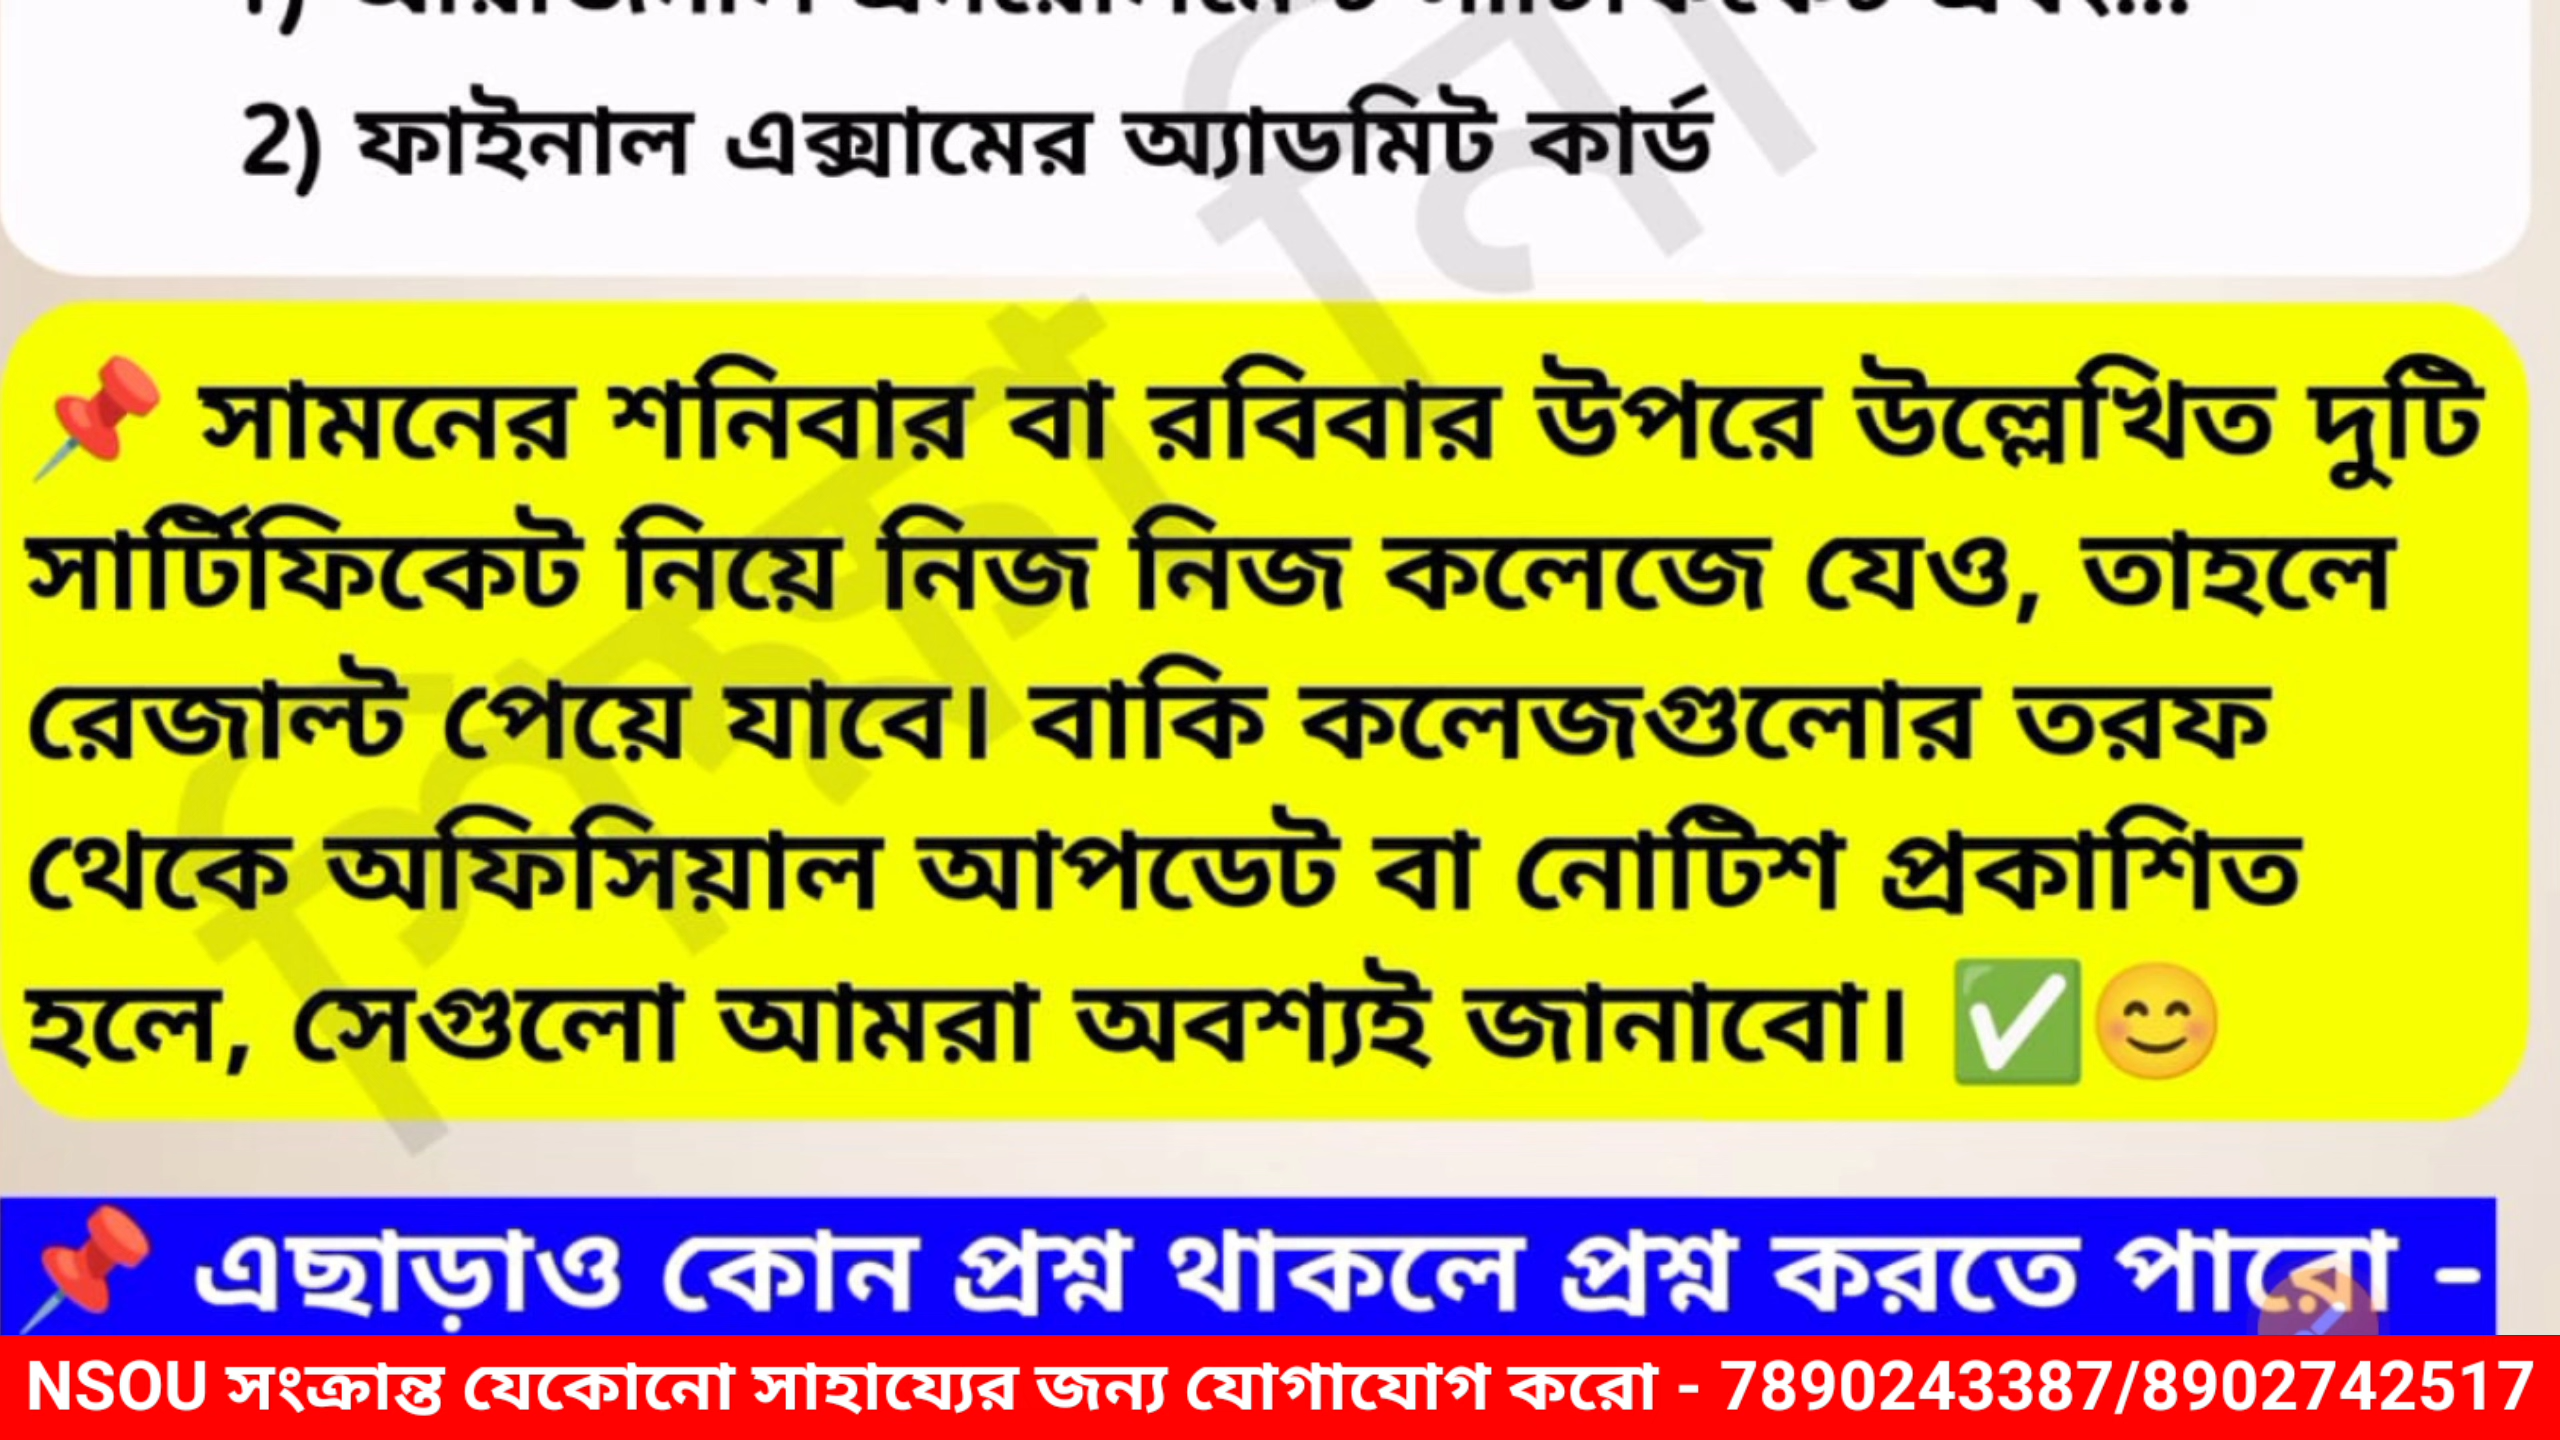 2) ফাইনাল এক্সামের অ্যাডমিট কার্ড
📌 সামনের শনিবার বা রবিবার উপরে উল্লেখিত দুটি
সার্টিফিকেট নিয়ে নিজ নিজ কলেজে যেও, তাহলে
রেজাল্ট পেয়ে যাবে। বাকি কলেজগুলোর তরফ
থেকে অফিসিয়াল আপডেট বা নোটিশ প্রকাশিত
হলে, সেগুলো আমরা অবশ্যই জানাবো। ✅😊
📌 এছাড়াও কোন প্রশ্ন থাকলে প্রশ্ন করতে পারো -
NSOU সংক্রান্ত যেকোনো সাহায্যের জন্য যোগাযোগ করো - 7890243387/8902742517